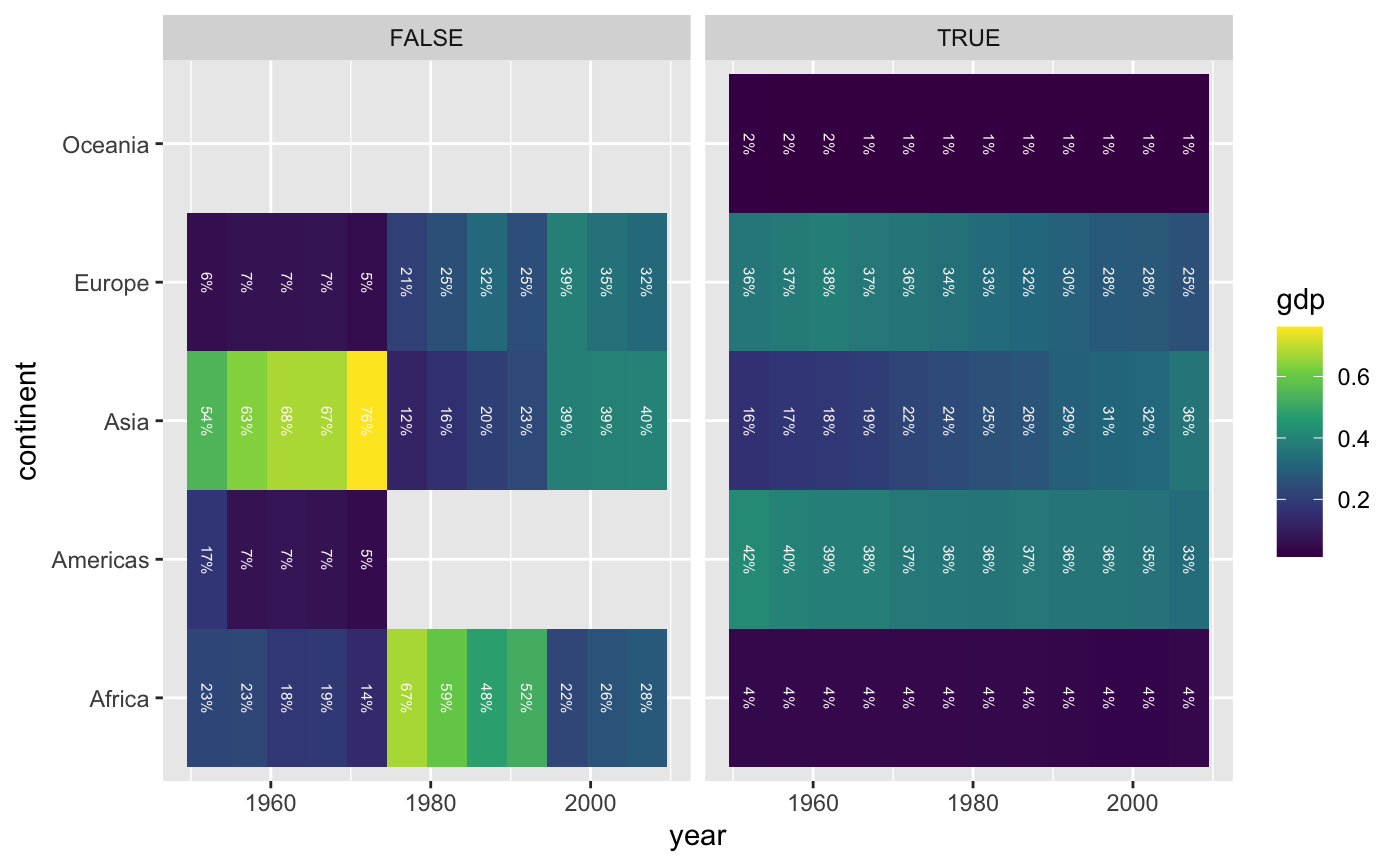 FALSE TRUE
Oceania 2% 2% 2% 1% 1% 1% 1% 1% 1% 1% 1% 1%
Europe 6% 7% 7% 7% 5% 21% 25% 32% 25% 39% 35% 32% 36% 37% 38% 37% 36% 34% 33% 32% 30% 28% 28% 25%
Asia 54% 63% 68% 67% 76% 12% 16% 20% 23% 39% 39% 40% 16% 17% 18% 19% 22% 24% 25% 26% 29% 31% 32% 36%
Americas 17% 7% 7% 7% 5% 42% 40% 39% 38% 37% 36% 36% 37% 36% 36% 35% 33%
Africa 23% 23% 18% 19% 14% 67% 59% 48% 52% 22% 26% 28% 4% 4% 4% 4% 4% 4% 4% 4% 4% 4% 4% 4%
1960 1980 2000 1960 1980 2000
year
continent
gdp
0.6
0.4
0.2